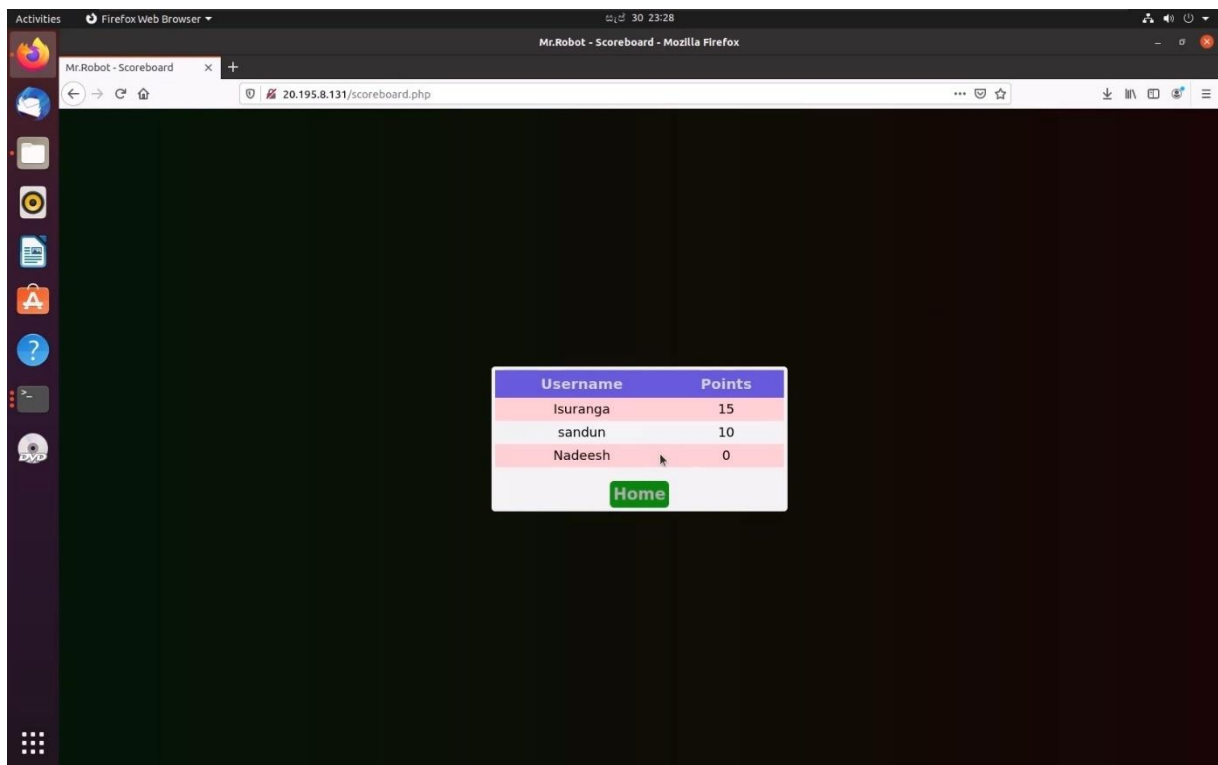 Activities Firefox Web Browser සැප් 30 23:28
Mr.Robot - Scoreboard - Mozilla Firefox
Mr.Robot - Scoreboard
20.195.8.131/scoreboard.php
Username Points
Isuranga 15
sandun 10
Nadeesh 0
Home
DVD